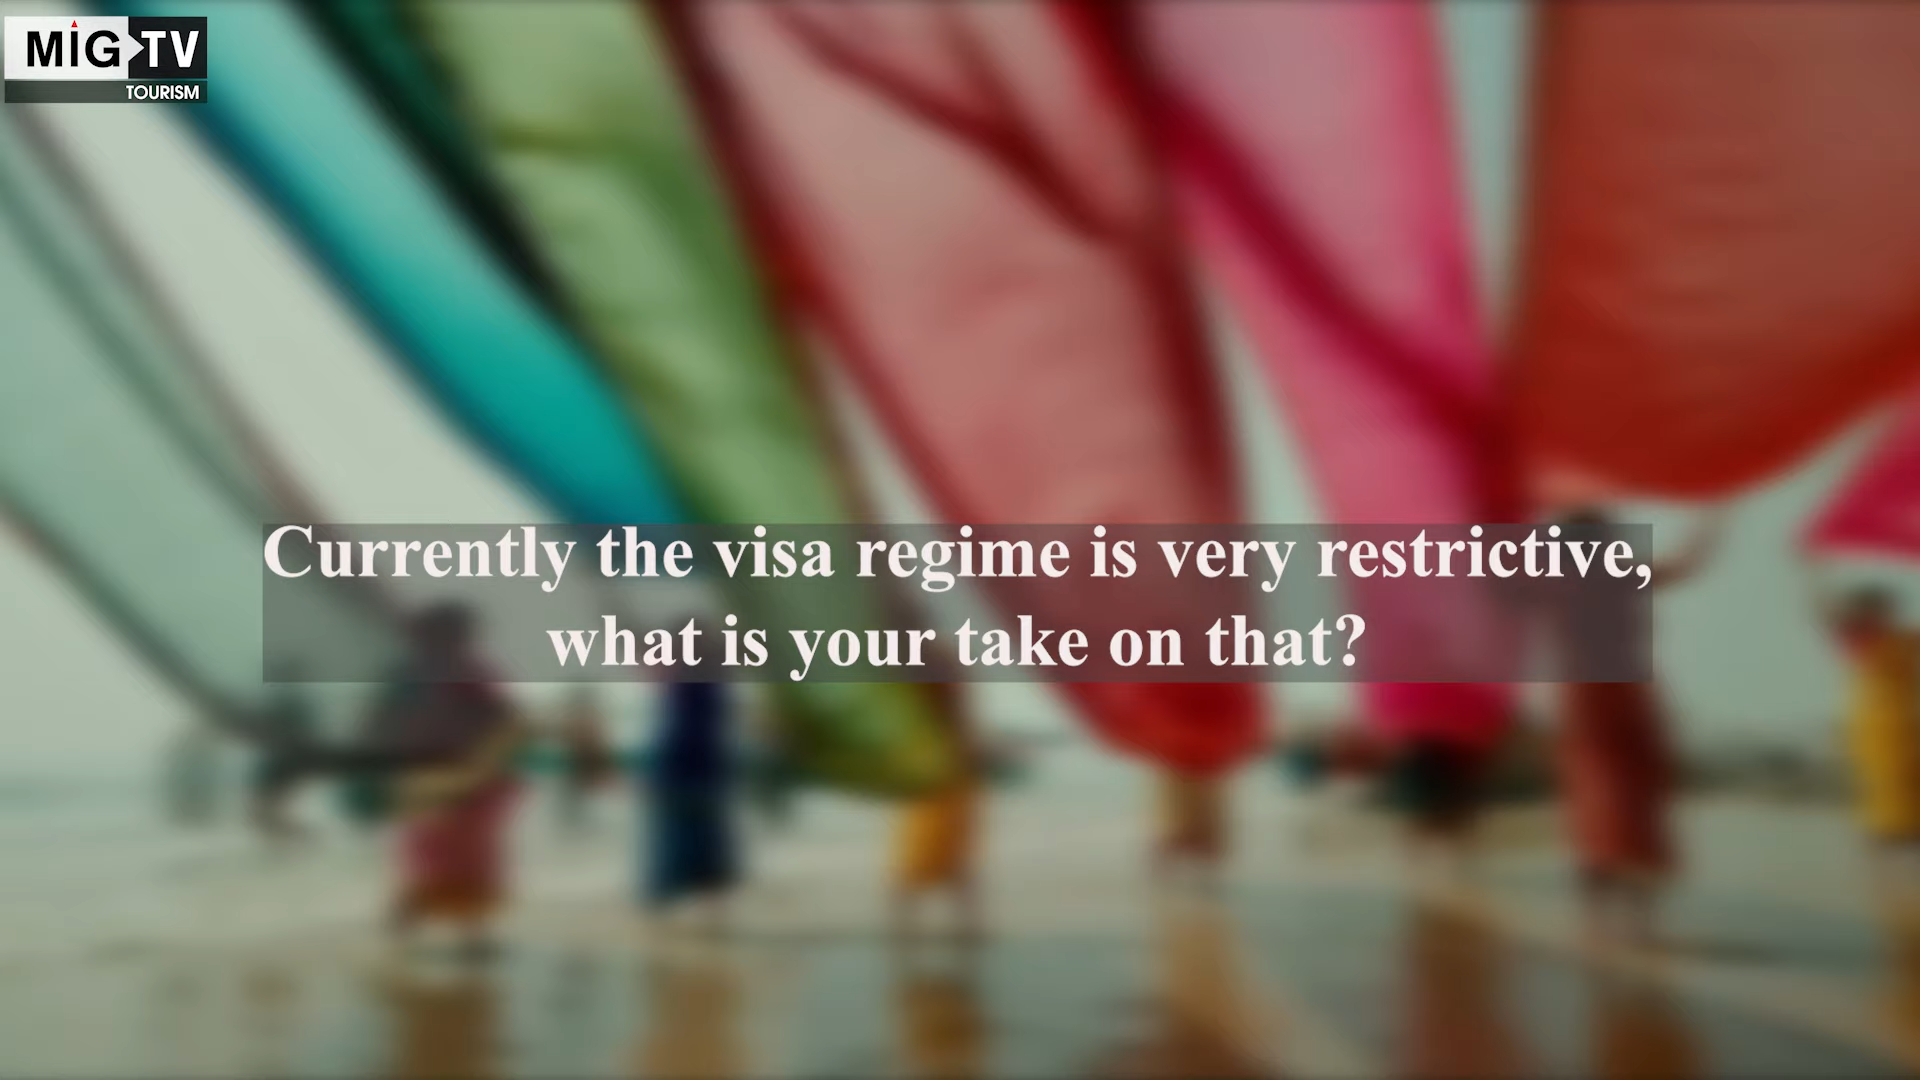 MIG TV
TOURISM
Currently the visa regime is very restrictive,
what is your take on that?